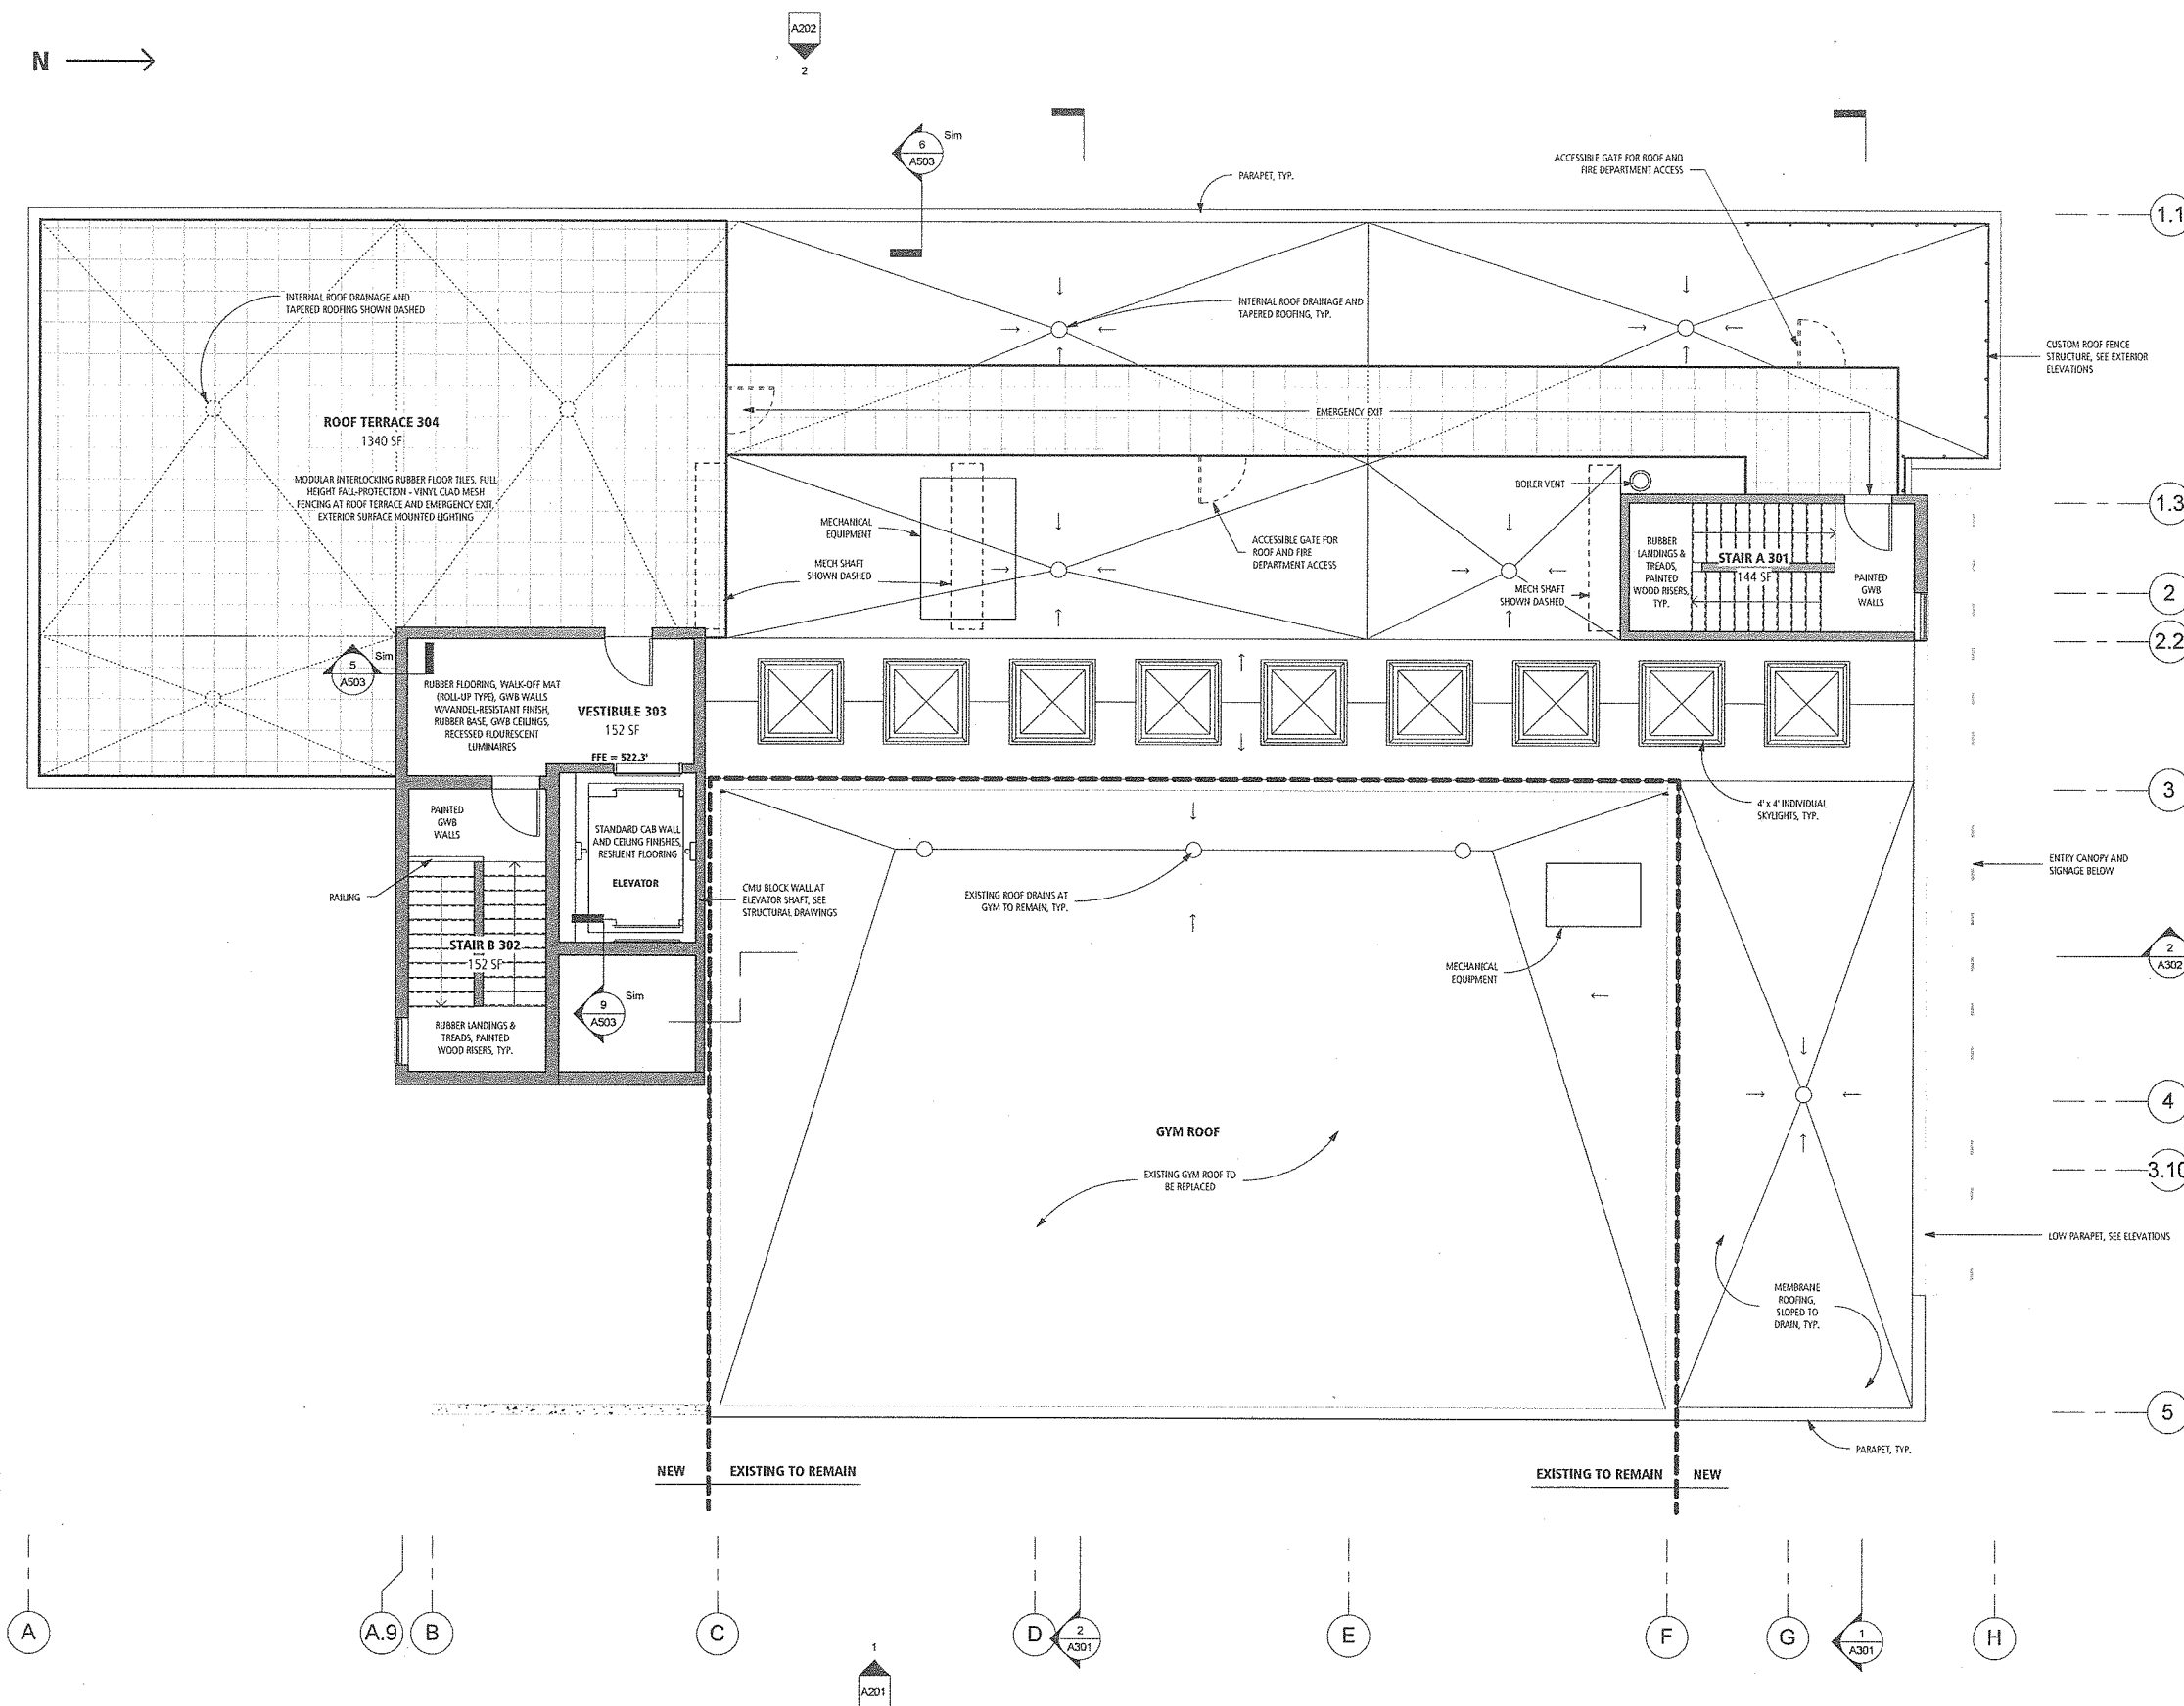 N
A202
2
6
A503
Sim
PARAPET, TYP.
ACCESSIBLE GATE FOR ROOF AND
FIRE DEPARTMENT ACCESS
1.1
INTERNAL ROOF DRAINAGE AND
TAPERED ROOFING SHOWN DASHED
INTERNAL ROOF DRAINAGE AND
TAPERED ROOFING, TYP.
CUSTOM ROOF FENCE
STRUCTURE, SEE EXTERIOR
ELEVATIONS
ROOF TERRACE 304
1340 SF
EMERGENCY EXIT
MODULAR INTERLOCKING RUBBER FLOOR TILES, FULL
HEIGHT FALL-PROTECTION - VINYL CLAD MESH
FENCING AT ROOF TERRACE AND EMERGENCY EXIT,
EXTERIOR SURFACE MOUNTED LIGHTING
BOILER VENT
1.3
MECHANICAL
EQUIPMENT
MECH SHAFT
SHOWN DASHED
ACCESSIBLE GATE FOR
ROOF AND FIRE
DEPARTMENT ACCESS
MECH SHAFT
SHOWN DASHED
RUBBER
LANDINGS &
TREADS,
PAINTED
WOOD RISERS,
TYP.
STAIR A 301
144 SF
PAINTED
GWB
WALLS
2
2.2
5
A503
Sim
RUBBER FLOORING, WALK-OFF MAT
(ROLL-UP TYPE), GWB WALLS
W/VANDEL-RESISTANT FINISH,
RUBBER BASE, GWB CEILINGS,
RECESSED FLOURESCENT
LUMINAIRES
VESTIBULE 303
152 SF
FFE = 522.3'
3
4' x 4' INDIVIDUAL
SKYLIGHTS, TYP.
PAINTED
GWB
WALLS
STANDARD CAB WALL
AND CEILING FINISHES,
RESILIENT FLOORING
ELEVATOR
RAILING
CMU BLOCK WALL AT
ELEVATOR SHAFT, SEE
STRUCTURAL DRAWINGS
EXISTING ROOF DRAINS AT
GYM TO REMAIN, TYP.
ENTRY CANOPY AND
SIGNAGE BELOW
STAIR B 302
152 SF
MECHANICAL
EQUIPMENT
2
A302
9
A503
Sim
RUBBER LANDINGS &
TREADS, PAINTED
WOOD RISERS, TYP.
4
GYM ROOF
EXISTING GYM ROOF TO
BE REPLACED
3.10
LOW PARAPET, SEE ELEVATIONS
MEMBRANE
ROOFING,
SLOPED TO
DRAIN, TYP.
5
PARAPET, TYP.
NEW
EXISTING TO REMAIN
EXISTING TO REMAIN
NEW
A
A.9
B
C
D
2
A301
E
F
G
1
A301
H
1
A201